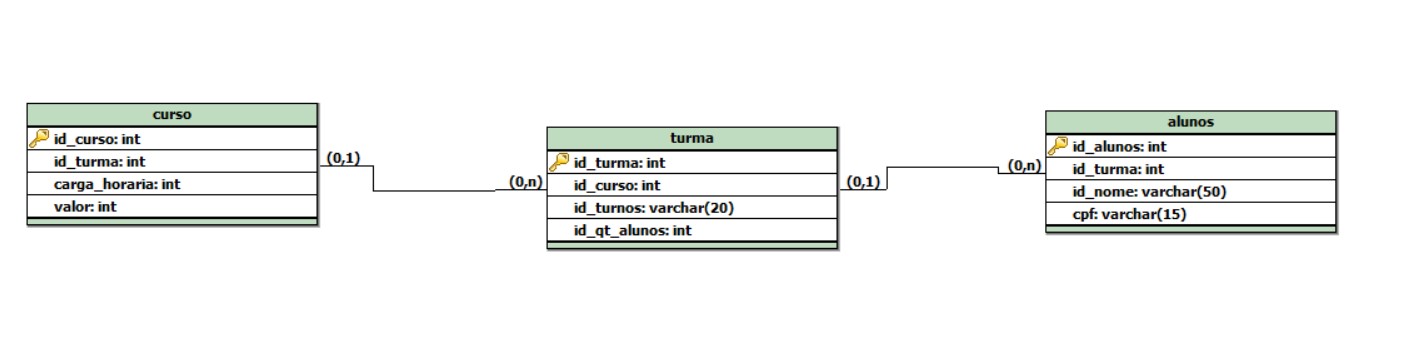 curso
id_curso: int
id_turma: int
carga_horaria: int
valor: int
(0,1)
(0,n)
turma
id_turma: int
id_curso: int
id_turnos: varchar(20)
id_qt_alunos: int
(0,1)
(0,n)
alunos
id_alunos: int
id_turma: int
id_nome: varchar(50)
cpf: varchar(15)